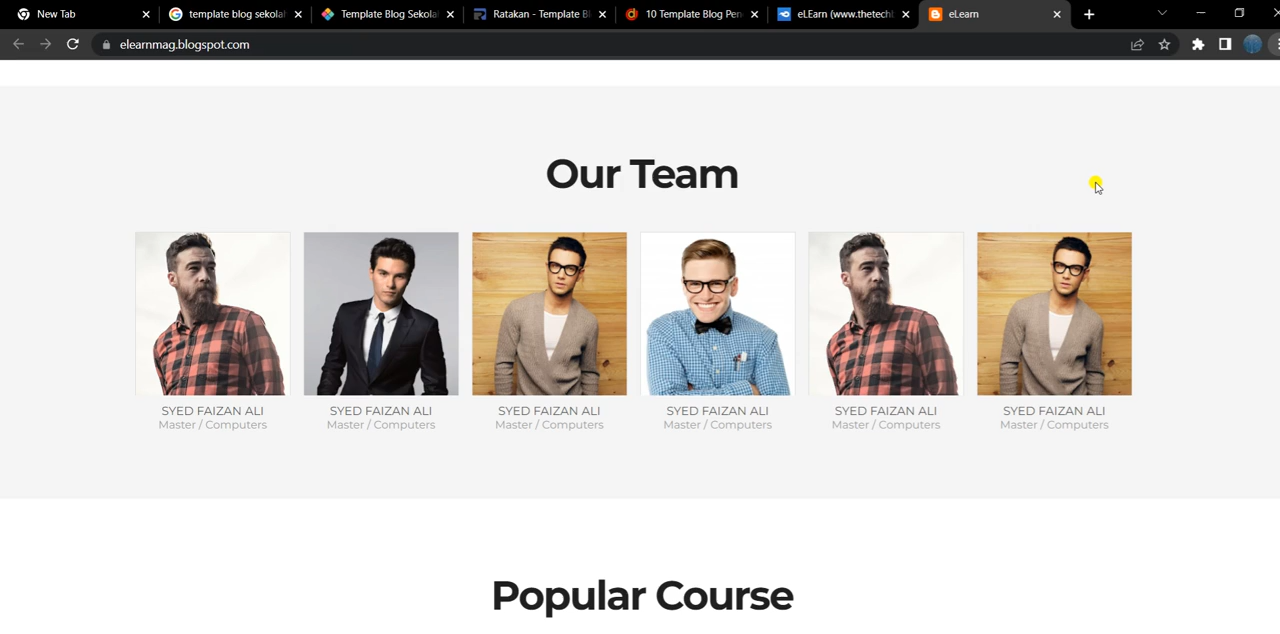 New Tab
template blog sekola
Template Blog Sekola
Ratakan - Template B
10 Template Blog Pen
eLEarn (www.thetech
eLearn
elearnmag.blogspot.com
Our Team
SYED FAIZAN ALI SYED FAIZAN ALI SYED FAIZAN ALI SYED FAIZAN ALI SYED FAIZAN ALI SYED FAIZAN ALI
Master / Computers Master / Computers Master / Computers Master / Computers Master / Computers Master / Computers
Popular Course